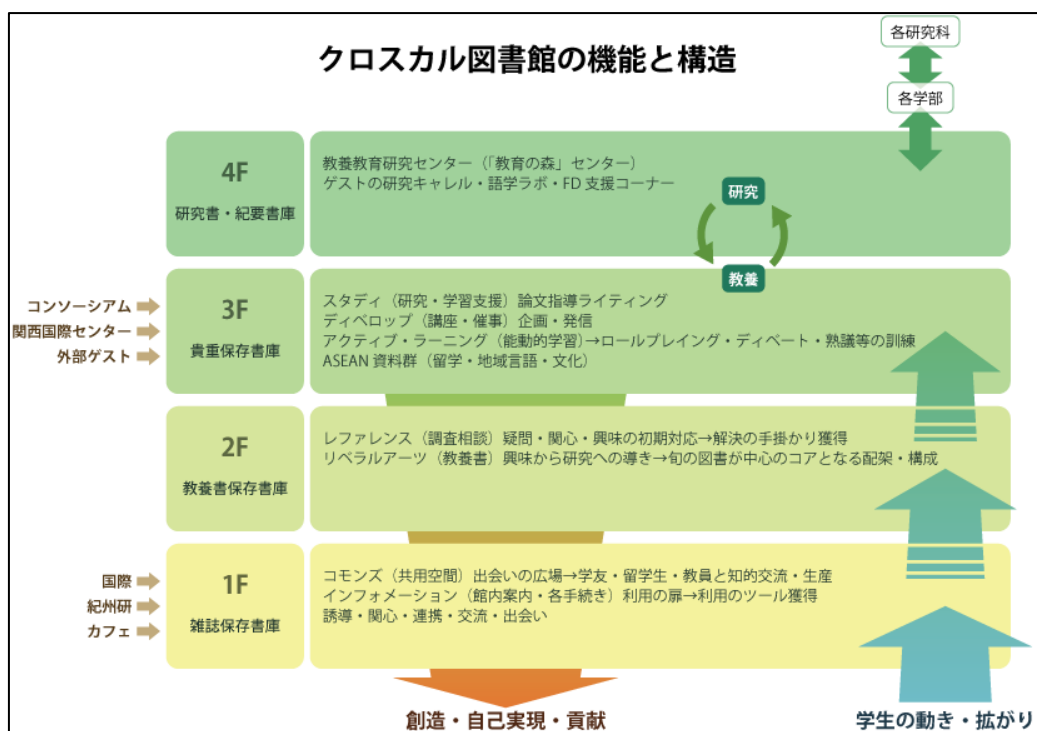 クロスカル図書館の機能と構造
各研究科
各学部
4F
研究書・紀要書庫
教養教育研究センター（「教育の森」センター）
ゲストの研究キャレル・語学ラボ・FD 支援コーナー
研究
教養
コンソーシアム
関西国際センター
外部ゲスト
3F
貴重保存書庫
スタディ（研究・学習支援）論文指導ライティング
ディベロップ（講座・催事）企画・発信
アクティブ・ラーニング（能動的学習）→ロールプレイング・ディベート・熟議等の訓練
ASEAN 資料群（留学・地域言語・文化）
2F
教養書保存書庫
レファレンス（調査相談）疑問・関心・興味の初期対応→解決の手掛かり獲得
リベラルアーツ（教養書）興味から研究への導き→旬の図書が中心のコアとなる配架・構成
国際
紀州研
カフェ
1F
雑誌保存書庫
コモンズ（共用空間）出会いの広場→学友・留学生・教員と知的交流・生産
インフォメーション（館内案内・各手続き）利用の扉→利用のツール獲得
誘導・関心・連携・交流・出会い
創造・自己実現・貢献
学生の動き・拡がり